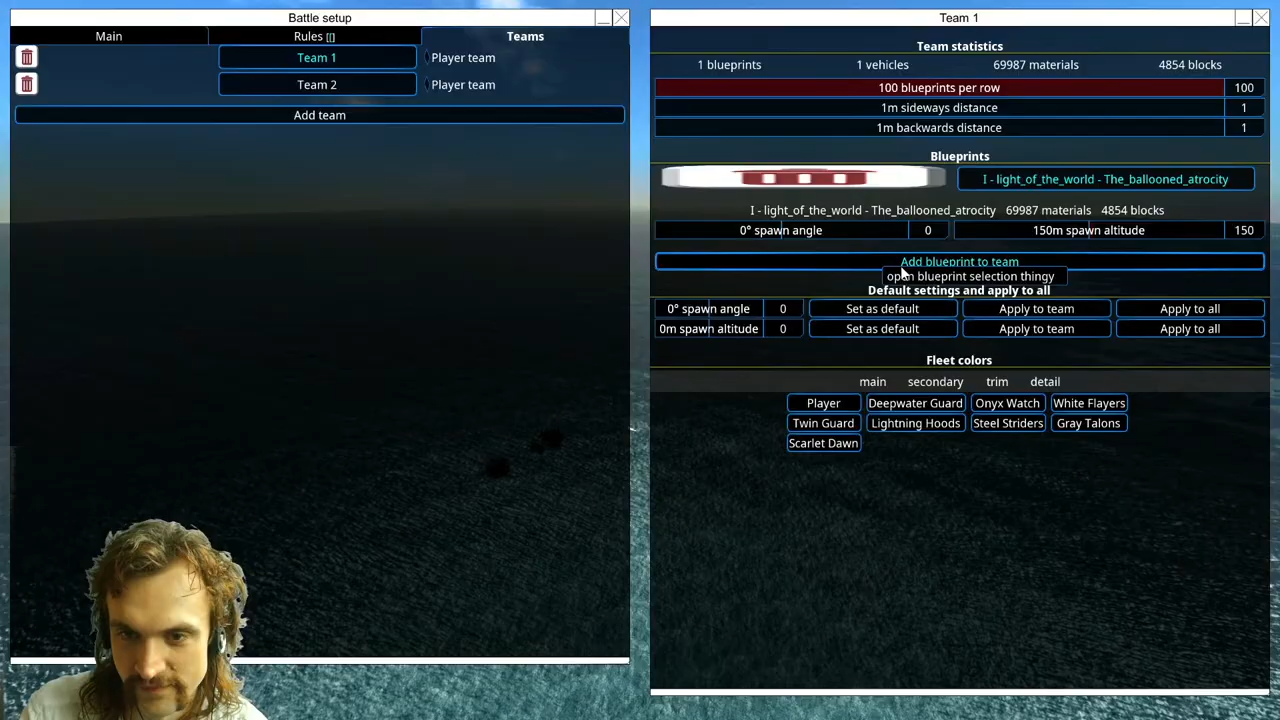 Battle setup
Main Rules [[] Teams
Team 1 Player team
Team 2 Player team
Add team
Team 1
Team statistics
1 blueprints 1 vehicles 69987 materials 4854 blocks
100 blueprints per row 100
1m sideways distance 1
1m backwards distance 1
Blueprints
I - light_of_the_world - The_ballooned_atrocity
I - light_of_the_world - The_ballooned_atrocity 69987 materials 4854 blocks
0° spawn angle 0 150m spawn altitude 150
Add blueprint to team
open blueprint selection thingy
Default settings and apply to all
0° spawn angle 0 Set as default Apply to team Apply to all
0m spawn altitude 0 Set as default Apply to team Apply to all
Fleet colors
main secondary trim detail
Player Deepwater Guard Onyx Watch White Flayers
Twin Guard Lightning Hoods Steel Striders Gray Talons
Scarlet Dawn